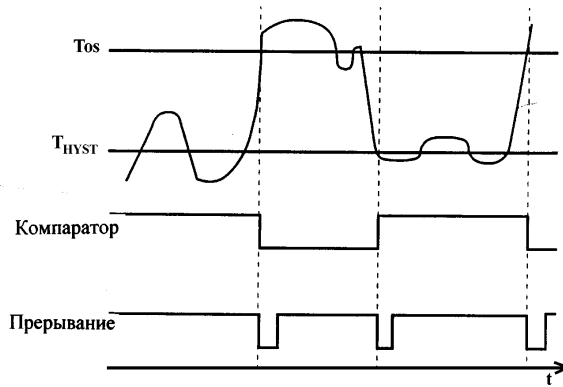 Tos
THYST
Компаратор
Прерывание
t